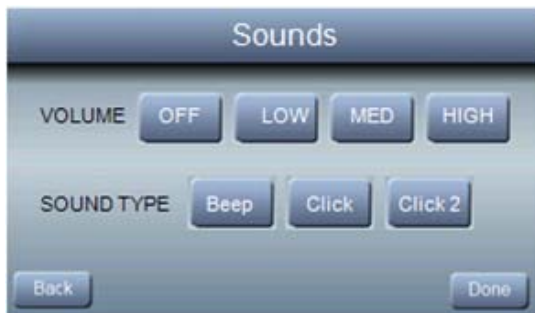 Sounds
VOLUME OFF LOW MED HIGH
SOUND TYPE Beep Click Click 2
Back Done